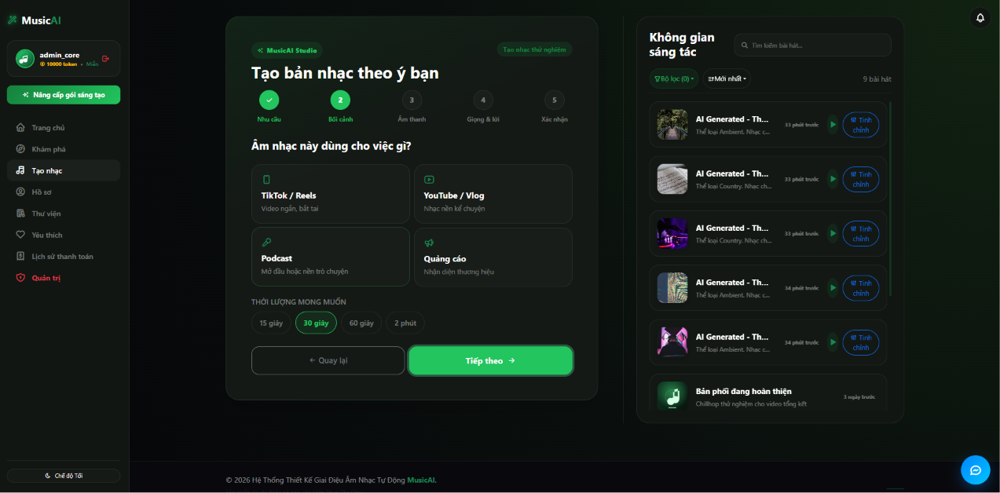 MusicAI
admin_core
10000 token • Miễn
Nâng cấp gói sáng tạo
Trang chủ
Khám phá
Tạo nhạc
Hồ sơ
Thư viện
Yêu thích
Lịch sử thanh toán
Quản trị
Chế độ Tối
MusicAI Studio
Tạo nhạc thử nghiệm
Tạo bản nhạc theo ý bạn
2
3
4
5
Nhu cầu
Bối cảnh
Âm thanh
Giọng & lời
Xác nhận
Âm nhạc này dùng cho việc gì?
TikTok / Reels
Video ngắn, bắt tai
YouTube / Vlog
Nhạc nền kể chuyện
Podcast
Mở đầu hoặc nền trò chuyện
Quảng cáo
Nhận diện thương hiệu
THỜI LƯỢNG MONG MUỐN
15 giây
30 giây
60 giây
2 phút
← Quay lại
Tiếp theo →
Không gian
sáng tác
Tìm kiếm bài hát...
Bộ lọc (0)
Mới nhất
9 bài hát
AI Generated - Th...
Thể loại Ambient. Nhạc c...
33 phút trước
Tinh
chỉnh
AI Generated - Th...
Thể loại Country. Nhạc ch...
33 phút trước
Tinh
chỉnh
AI Generated - Th...
Thể loại Country. Nhạc ch...
33 phút trước
Tinh
chỉnh
AI Generated - Th...
Thể loại Ambient. Nhạc c...
34 phút trước
Tinh
chỉnh
AI Generated - Th...
Thể loại Ambient. Nhạc c...
34 phút trước
Tinh
chỉnh
Bản phối đang hoàn thiện
Chillhop thử nghiệm cho video tổng kết
3 ngày trước
© 2026 Hệ Thống Thiết Kế Giai Điệu Âm Nhạc Tự Động MusicAI.